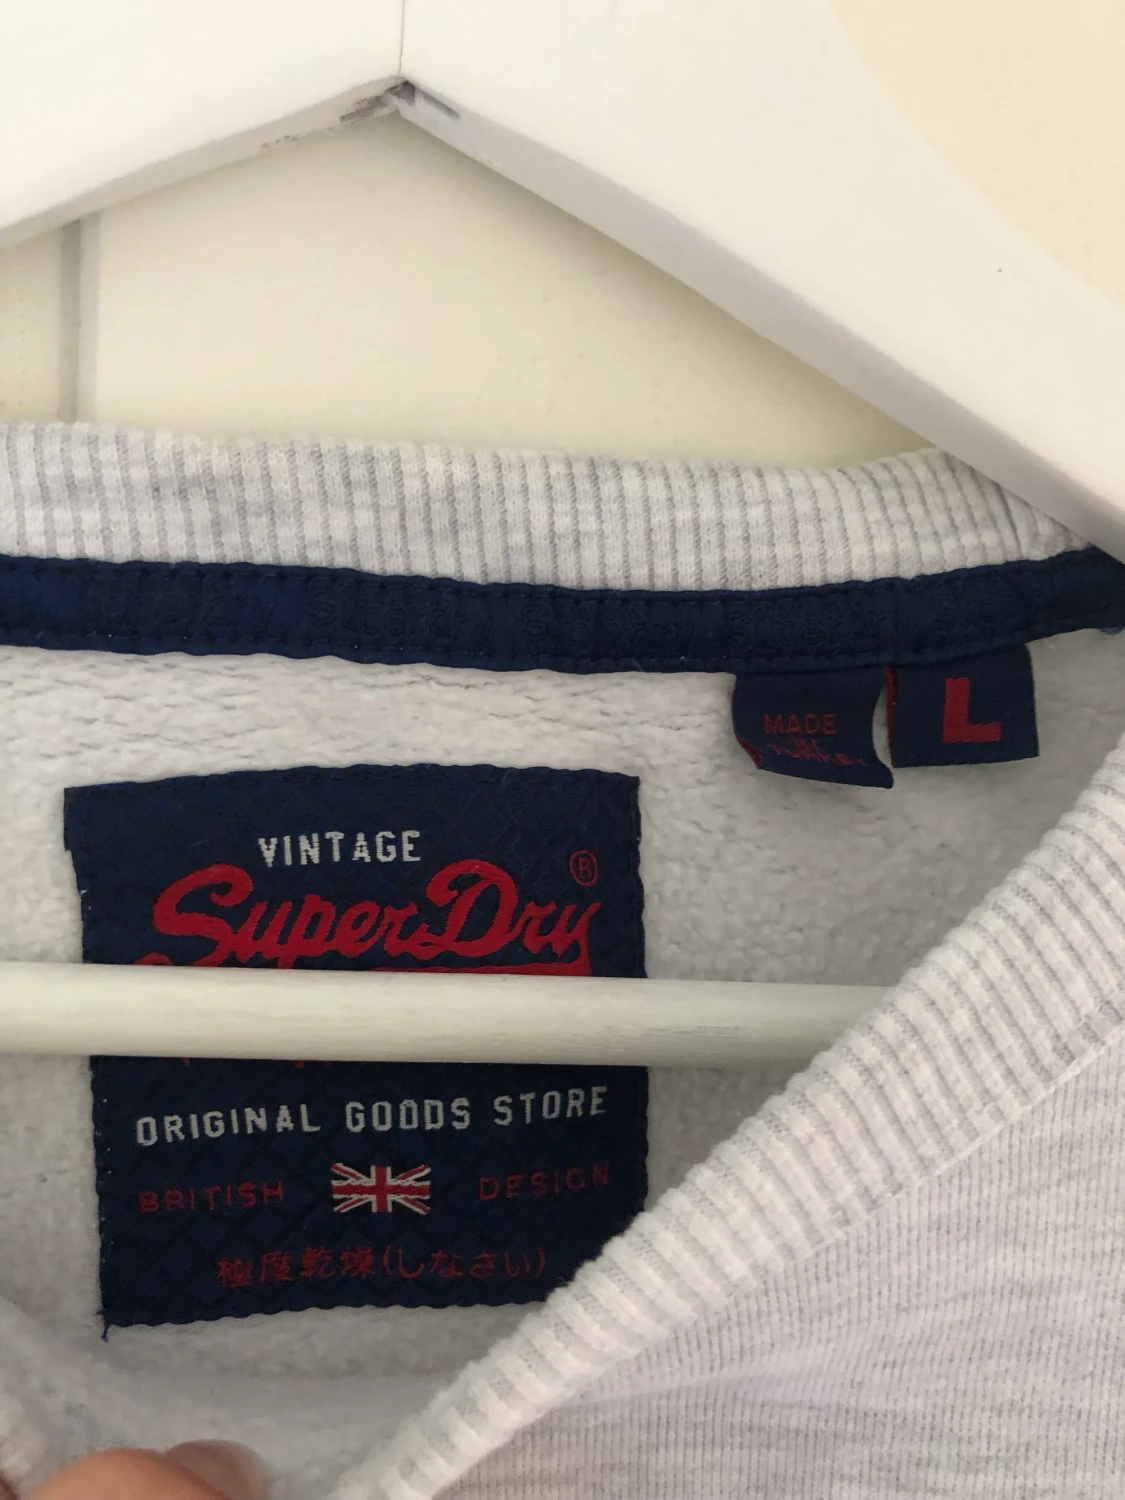 MADE
L
VINTAGE
SuperDry®
ORIGINAL GOODS STORE
BRITISH DESIGN
極度乾燥(しなさい)